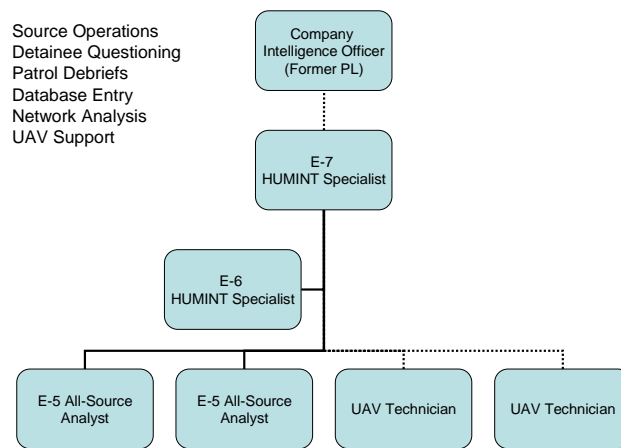 Source Operations
Detainee Questioning
Patrol Debriefs
Database Entry
Network Analysis
UAV Support
Company
Intelligence Officer
(Former PL)
E-7
HUMINT Specialist
E-6
HUMINT Specialist
E-5 All-Source
Analyst
E-5 All-Source
Analyst
UAV Technician
UAV Technician